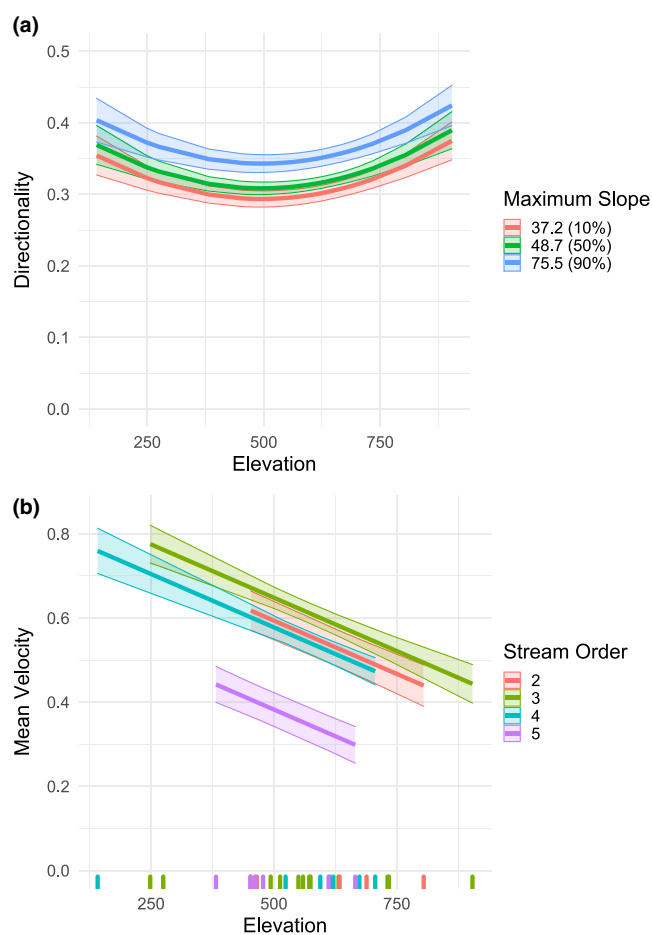 (a)
0.5
0.4
0.3
0.2
0.1
0.0
Directionality
250 500 750
Elevation
Maximum Slope
37.2 (10%)
48.7 (50%)
75.5 (90%)
(b)
0.8
0.6
0.4
0.2
0.0
Mean Velocity
250 500 750
Elevation
Stream Order
2
3
4
5